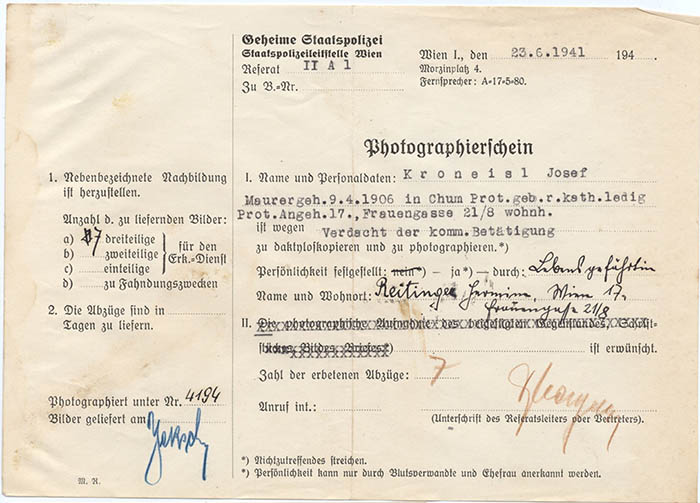 Geheime Staatspolizei
Staatspolizeileitstelle Wien
Referat II A 1
Zu B.-Nr.
Wien I., den 23.6.1941 194
Morzinplatz 4.
Fernsprecher: A-17-5-80.
Photographierschein
1. Nebenbezeichnete Nachbildung
ist herzustellen.
Anzahl d. zu liefernden Bilder:
a) 7 dreiteilige
b) zweiteilige
c) einteilige
für den
Erk.-Dienst
d) zu Fahndungszwecken
2. Die Abzüge sind in
Tagen zu liefern.
Photographiert unter Nr. 4194
Bilder geliefert am
M. R.
I. Name und Personaldaten: Kroneisl Josef
Maurergeh.9.4.1906 in Chum Prot.geb.r.kath.ledig
Prot.Angeh.17.,Frauengasse 21/8 wohnh.
ist wegen Verdacht der komm.Betätigung
zu daktyloskopieren und zu photographieren.*)
Persönlichkeit festgestellt: nein*) – ja*) – durch: Lebensgefährtin
Name und Wohnort: Reitinger Hermine, Wien 17.
Frauengasse 21/8
II. Die photographische Aufnahme des beigefügten Gegenstandes, Schrift-
stückes, Bildes, Briefes*) ist erwünscht.
Zahl der erbetenen Abzüge: 7
Anruf int.:
(Unterschrift des Referatsleiters oder Vertreters).
*) Nichtzutreffendes streichen.
*) Persönlichkeit kann nur durch Blutsverwandte und Ehefrau anerkannt werden.